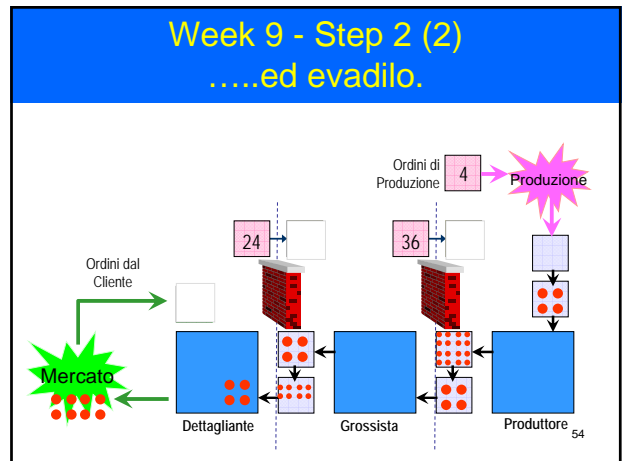 Week 9 - Step 2 (2)
…..ed evadilo.
Ordini di
Produzione
4
Produzione
24
36
Ordini dal
Cliente
Mercato
Dettagliante
Grossista
Produttore
54